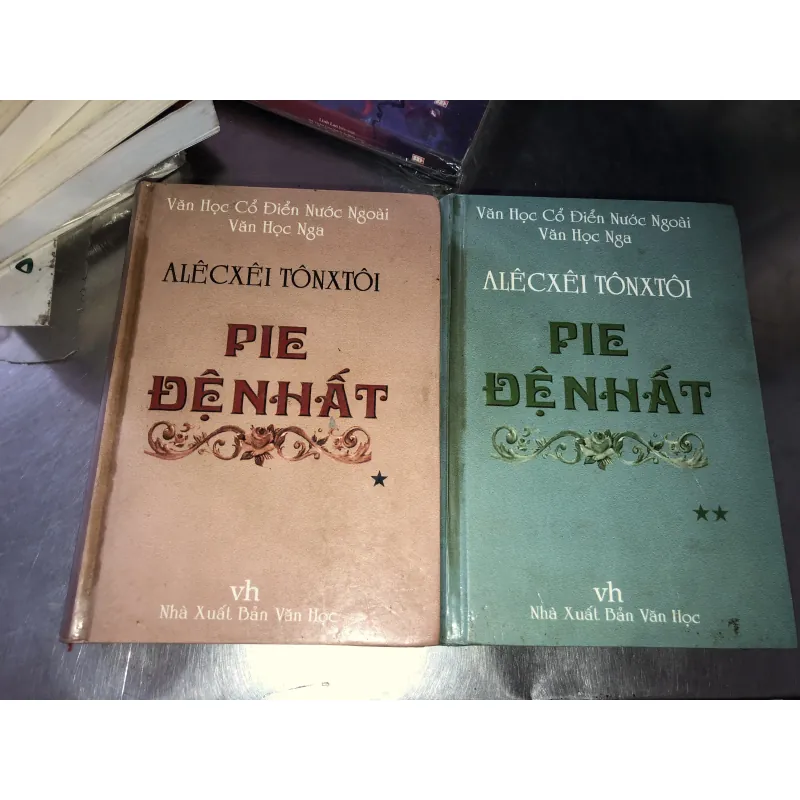 Văn Học Cổ Điển Nước Ngoài
Văn Học Nga
ALÊCXÊI TÔNXTÔI
PIE
ĐỆ NHẤT
vh
Nhà Xuất Bản Văn Học
Văn Học Cổ Điển Nước Ngoài
Văn Học Nga
ALÊCXÊI TÔNXTÔI
PIE
ĐỆ NHẤT
vh
Nhà Xuất Bản Văn Học